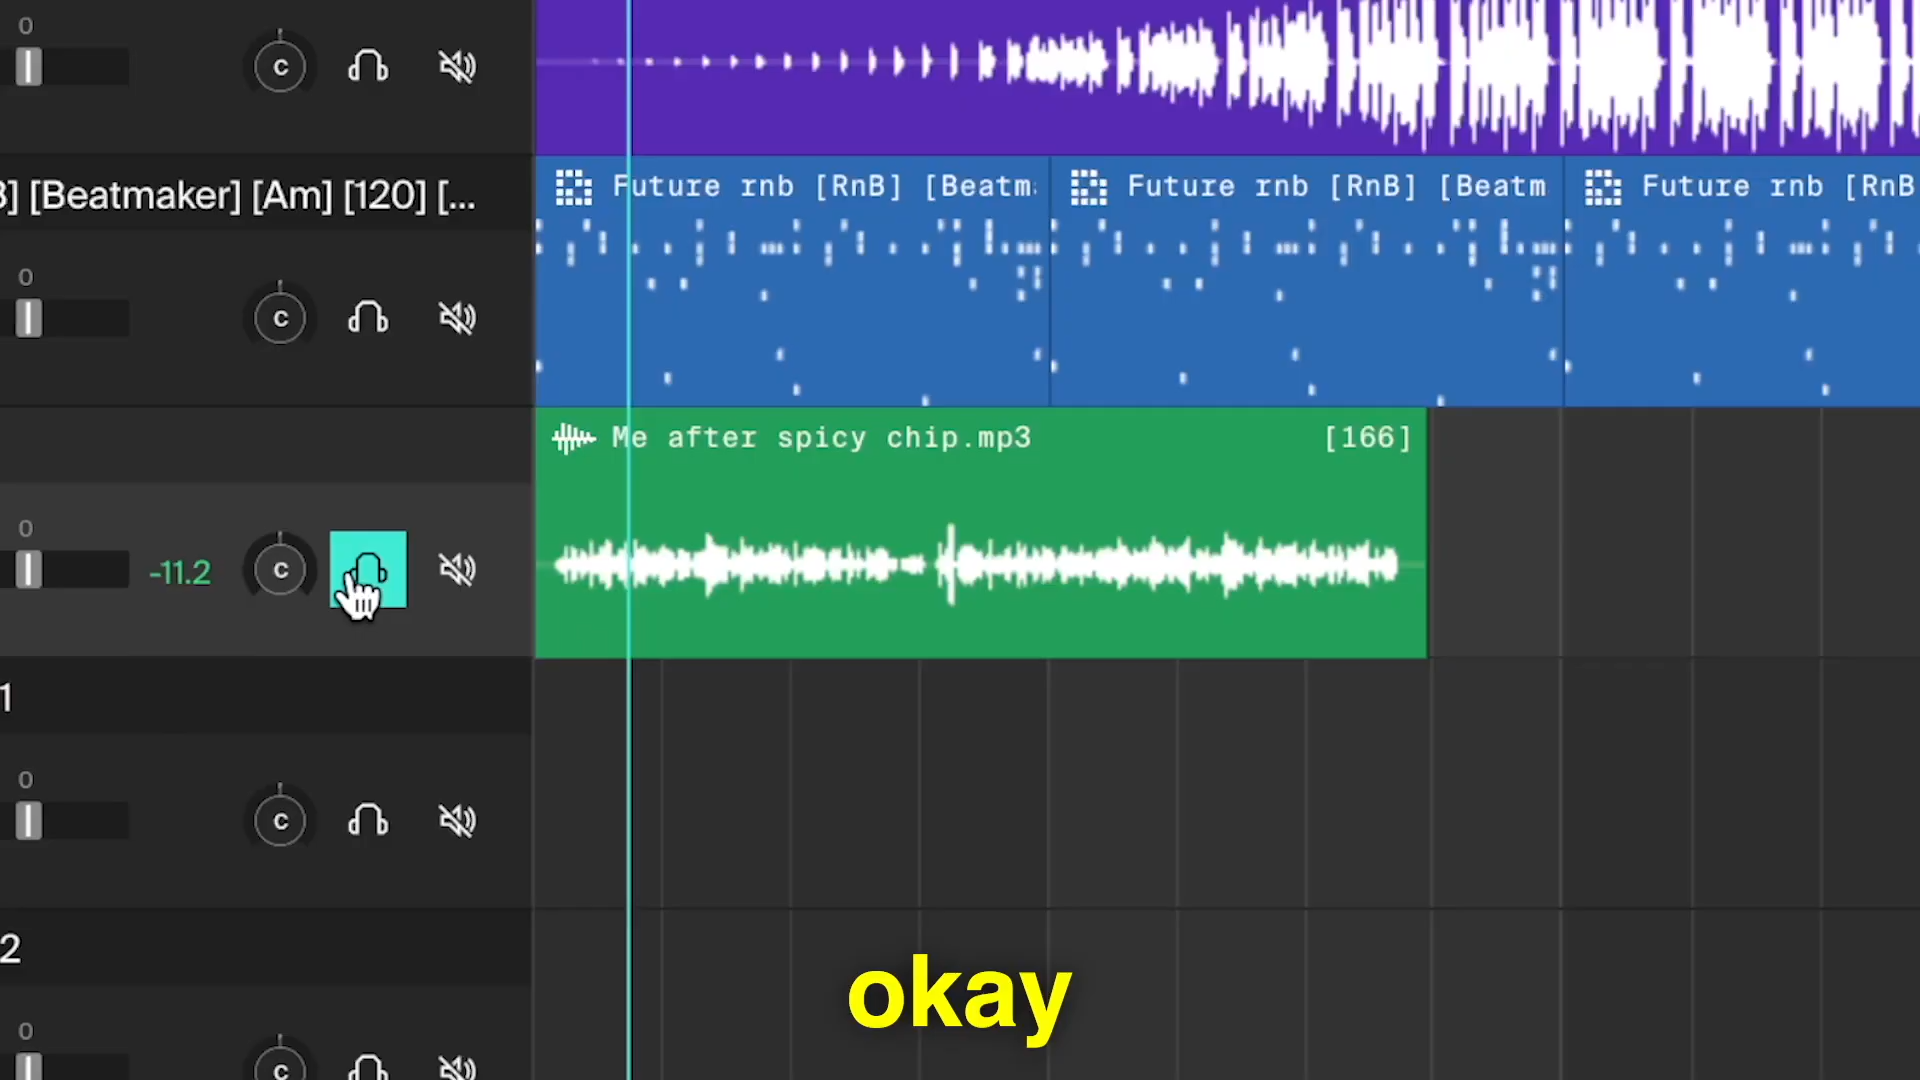 0
C
3] [Beatmaker] [Am] [120] [...
Future rnb [RnB] [Beatm
Future rnb [RnB] [Beatm
Future rnb [RnB
0
C
Me after spicy chip.mp3
[166]
0
-11.2
C
1
0
C
2
okay
0
C